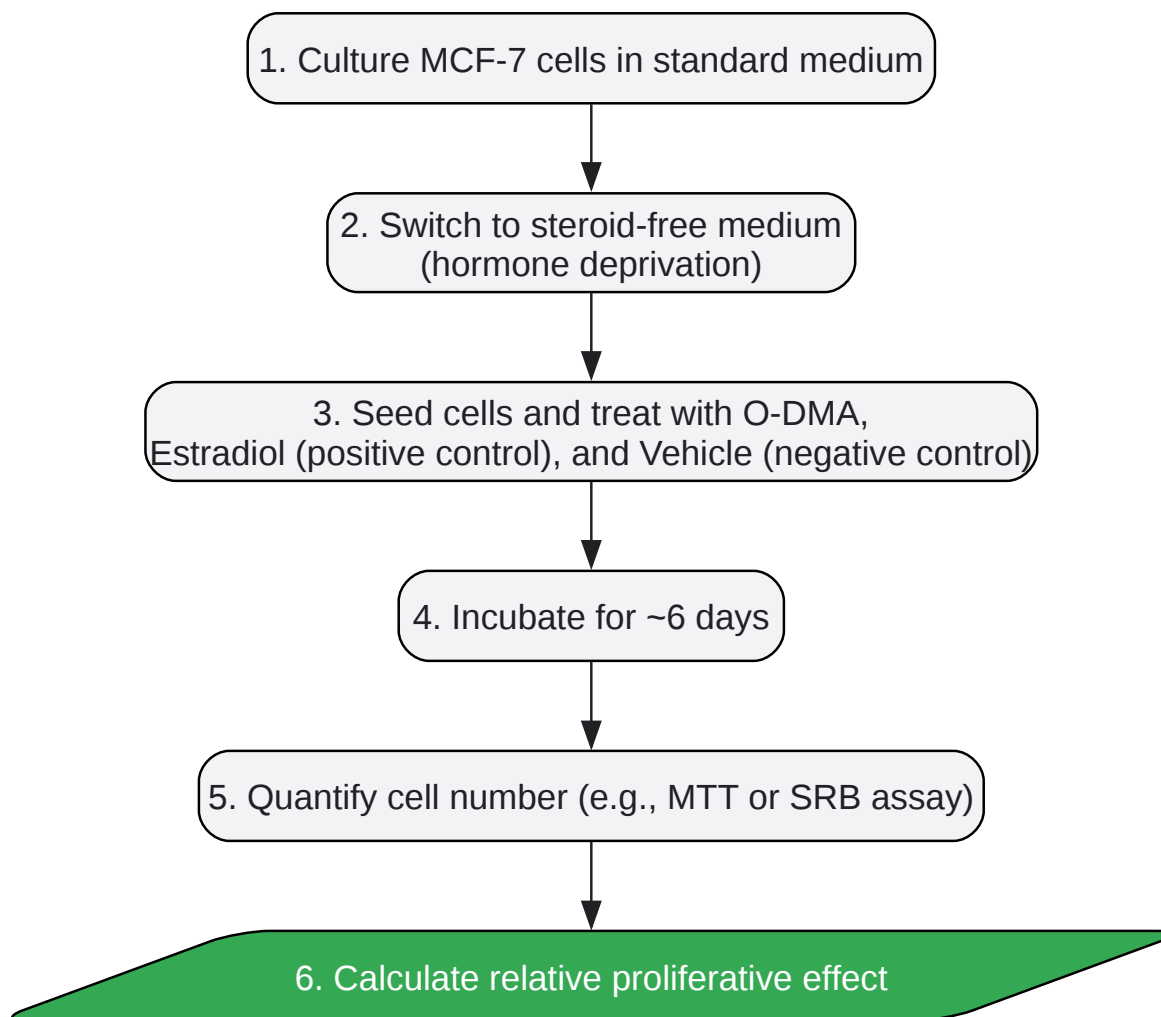 1. Culture MCF-7 cells in standard medium
2. Switch to steroid-free medium
(hormone deprivation)
3. Seed cells and treat with O-DMA,
Estradiol (positive control), and Vehicle (negative control)
4. Incubate for ~6 days
5. Quantify cell number (e.g., MTT or SRB assay)
6. Calculate relative proliferative effect